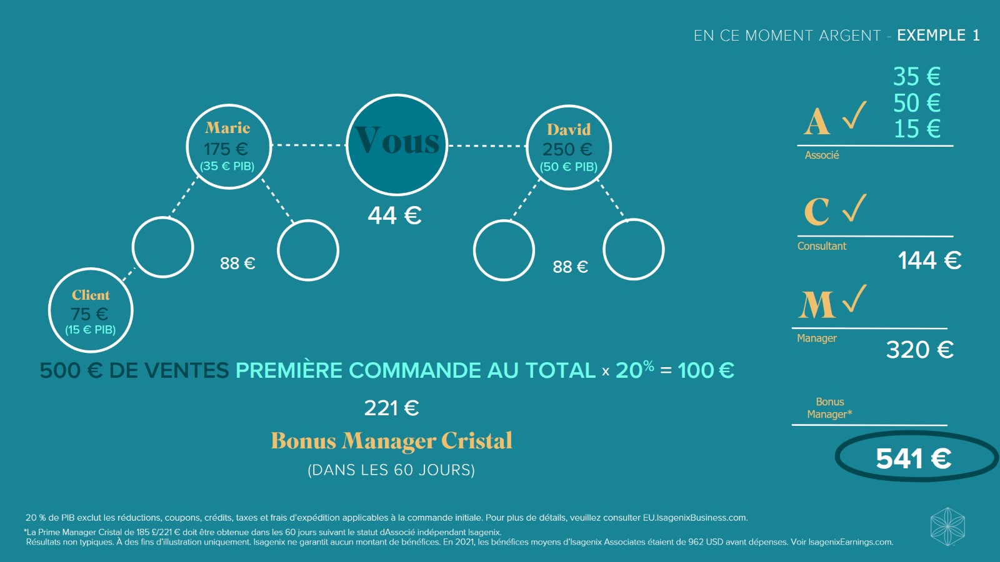 EN CE MOMENT ARGENT - EXEMPLE 1
35 €
50 €
15 €
A ✓
Associé
Marie
175 €
(35 € PIB)
Vous
44 €
David
250 €
(50 € PIB)
C ✓
Consultant
144 €
88 €
88 €
Client
75 €
(15 € PIB)
M ✓
Manager
320 €
500 € DE VENTES PREMIÈRE COMMANDE AU TOTAL x 20% = 100 €
221 €
Bonus Manager Cristal
(DANS LES 60 JOURS)
Bonus
Manager*
541 €
20 % de PIB exclut les réductions, coupons, crédits, taxes et frais d'expédition applicables à la commande initiale. Pour plus de détails, veuillez consulter EU.IsagenixBusiness.com.
*La Prime Manager Cristal de 185 £/221 € doit être obtenue dans les 60 jours suivant le statut dAssocié indépendant Isagenix.
Résultats non typiques. À des fins d'illustration uniquement. Isagenix ne garantit aucun montant de bénéfices. En 2021, les bénéfices moyens d'Isagenix Associates étaient de 962 USD avant dépenses. Voir IsagenixEarnings.com.